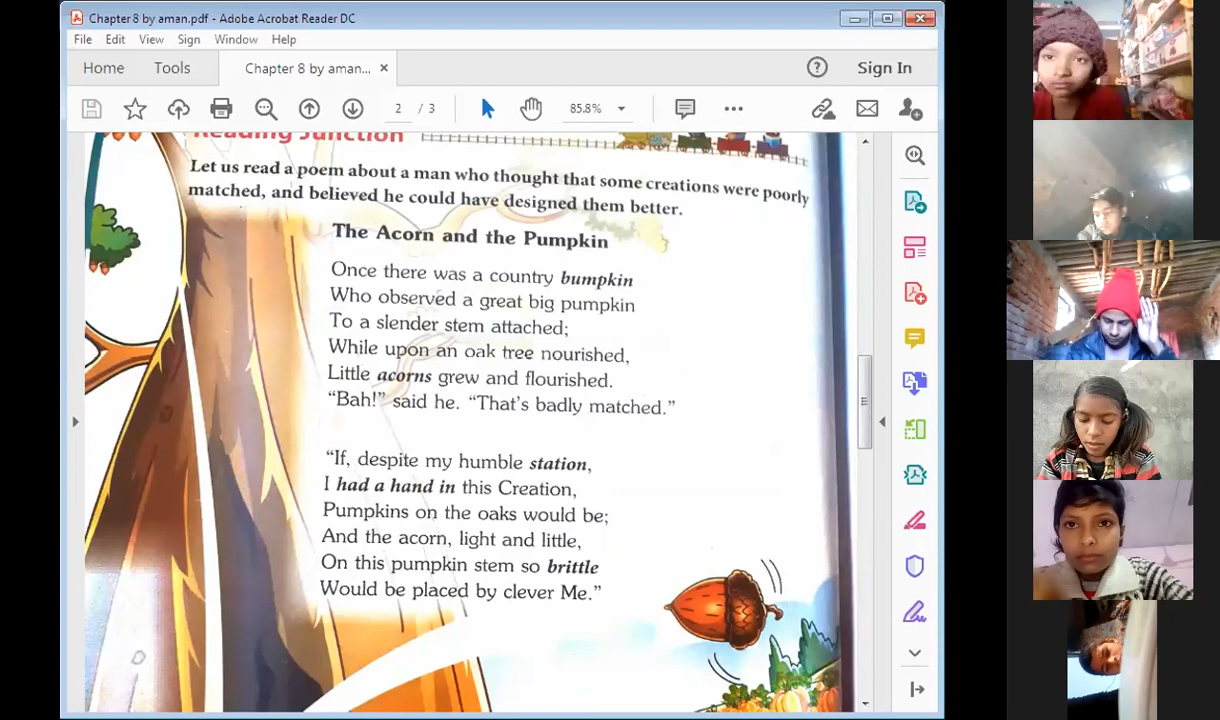 Chapter 8 by aman.pdf - Adobe Acrobat Reader DC
File Edit View Sign Window Help
Home Tools Chapter 8 by aman... × Sign In
2 / 3 85.8%
Reading Junction
Let us read a poem about a man who thought that some creations were poorly
matched, and believed he could have designed them better.
The Acorn and the Pumpkin
Once there was a country bumpkin
Who observed a great big pumpkin
To a slender stem attached;
While upon an oak tree nourished,
Little acorns grew and flourished.
“Bah!” said he. “That's badly matched.”
“If, despite my humble station,
I had a hand in this Creation,
Pumpkins on the oaks would be;
And the acorn, light and little,
On this pumpkin stem so brittle
Would be placed by clever Me.”